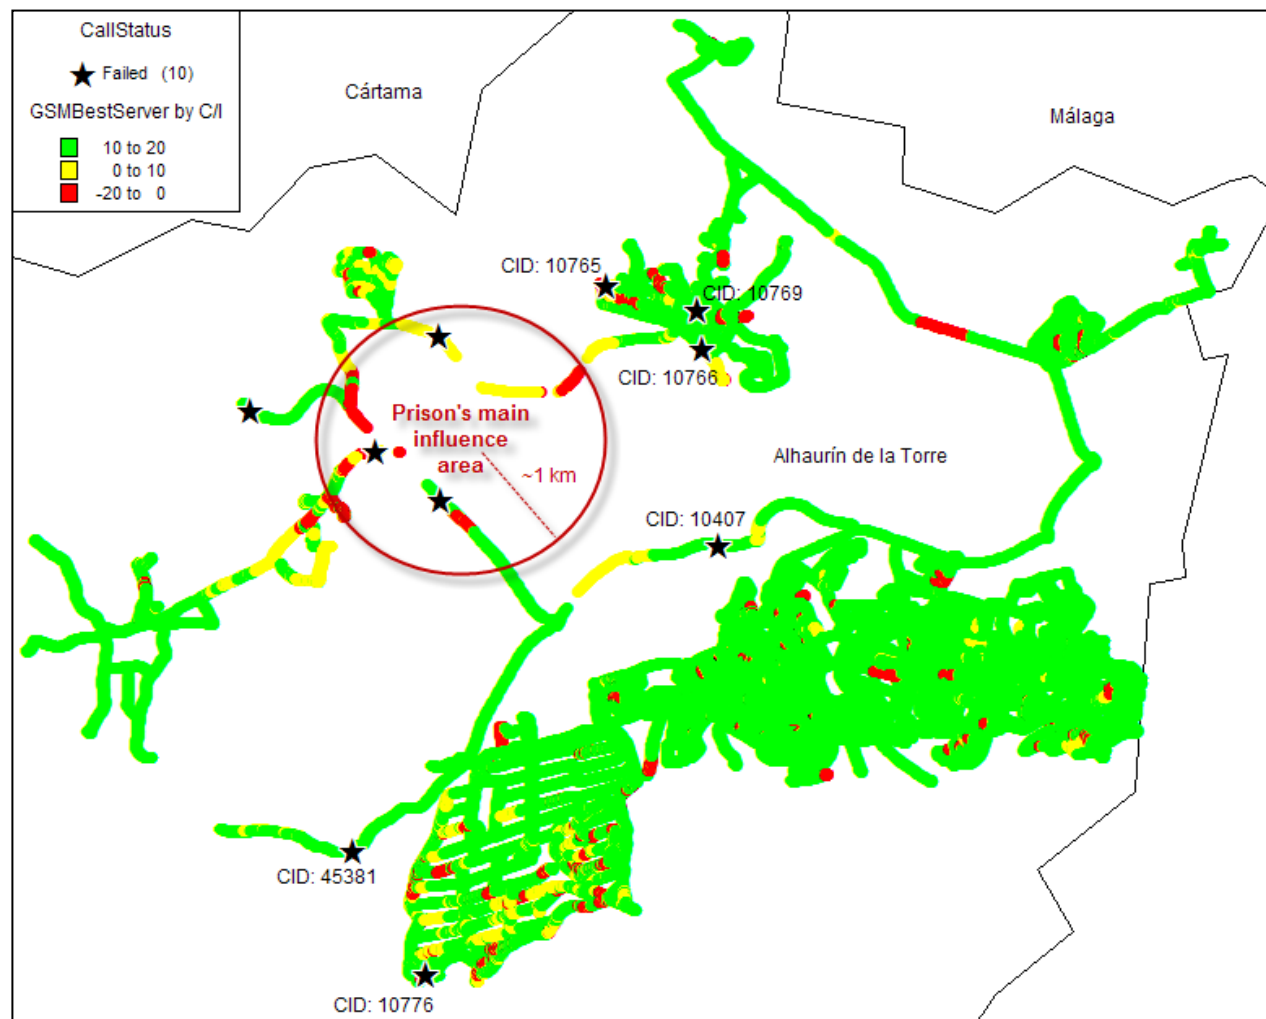 CallStatus
Failed (10)
GSMBestServer by C/I
10 to 20
0 to 10
-20 to 0
Cártama
Málaga
CID: 10765
CID: 10769
CID: 10766
Prison's main
influence
area
~1 km
Alhaurín de la Torre
CID: 10407
CID: 45381
CID: 10776